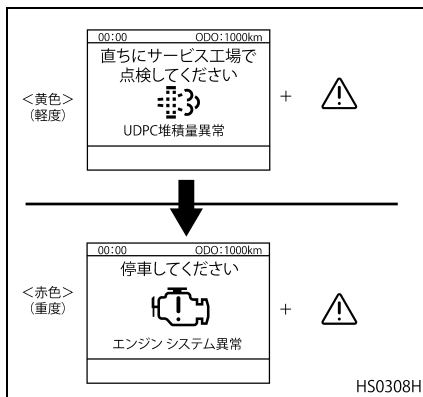 00:00 ODO:1000km
直ちにサービス工場で
点検してください
<黄色>
(軽度)
UDPC堆積量異常
+
00:00 ODO:1000km
停車してください
<赤色>
(重度)
エンジン システム異常
+
HS0308H